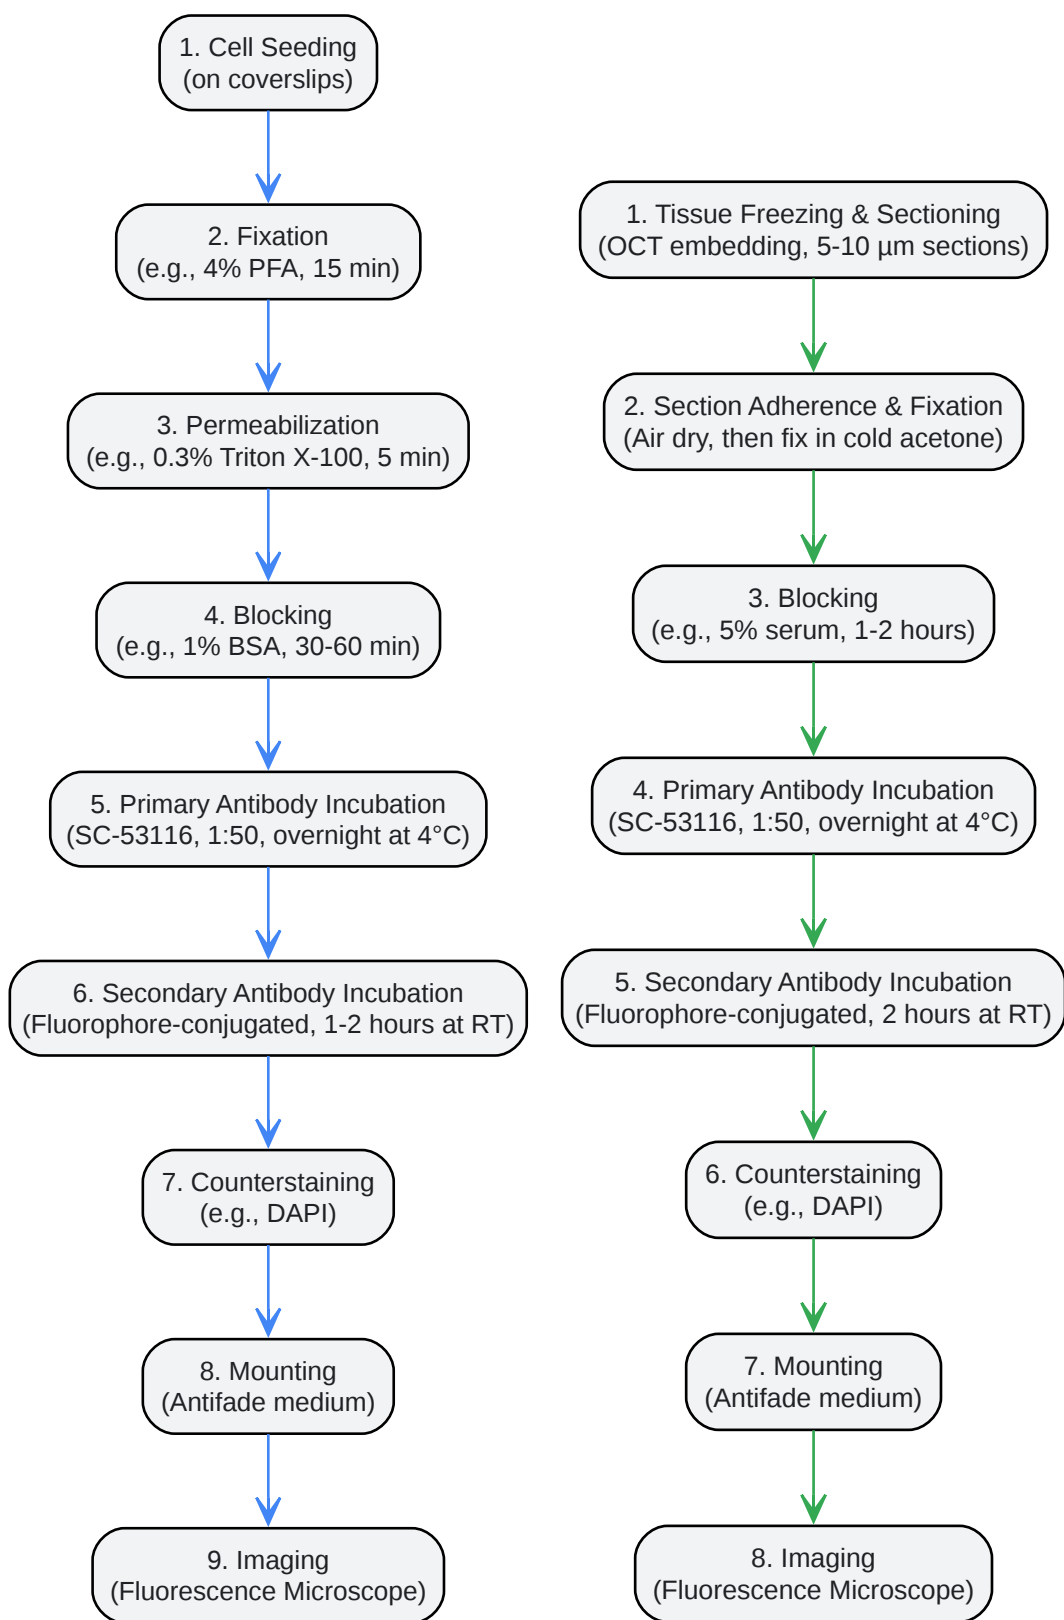 1. Cell Seeding
(on coverslips)
2. Fixation
(e.g., 4% PFA, 15 min)
3. Permeabilization
(e.g., 0.3% Triton X-100, 5 min)
4. Blocking
(e.g., 1% BSA, 30-60 min)
5. Primary Antibody Incubation
(SC-53116, 1:50, overnight at 4°C)
6. Secondary Antibody Incubation
(Fluorophore-conjugated, 1-2 hours at RT)
7. Counterstaining
(e.g., DAPI)
8. Mounting
(Antifade medium)
9. Imaging
(Fluorescence Microscope)
1. Tissue Freezing & Sectioning
(OCT embedding, 5-10 µm sections)
2. Section Adherence & Fixation
(Air dry, then fix in cold acetone)
3. Blocking
(e.g., 5% serum, 1-2 hours)
4. Primary Antibody Incubation
(SC-53116, 1:50, overnight at 4°C)
5. Secondary Antibody Incubation
(Fluorophore-conjugated, 2 hours at RT)
6. Counterstaining
(e.g., DAPI)
7. Mounting
(Antifade medium)
8. Imaging
(Fluorescence Microscope)